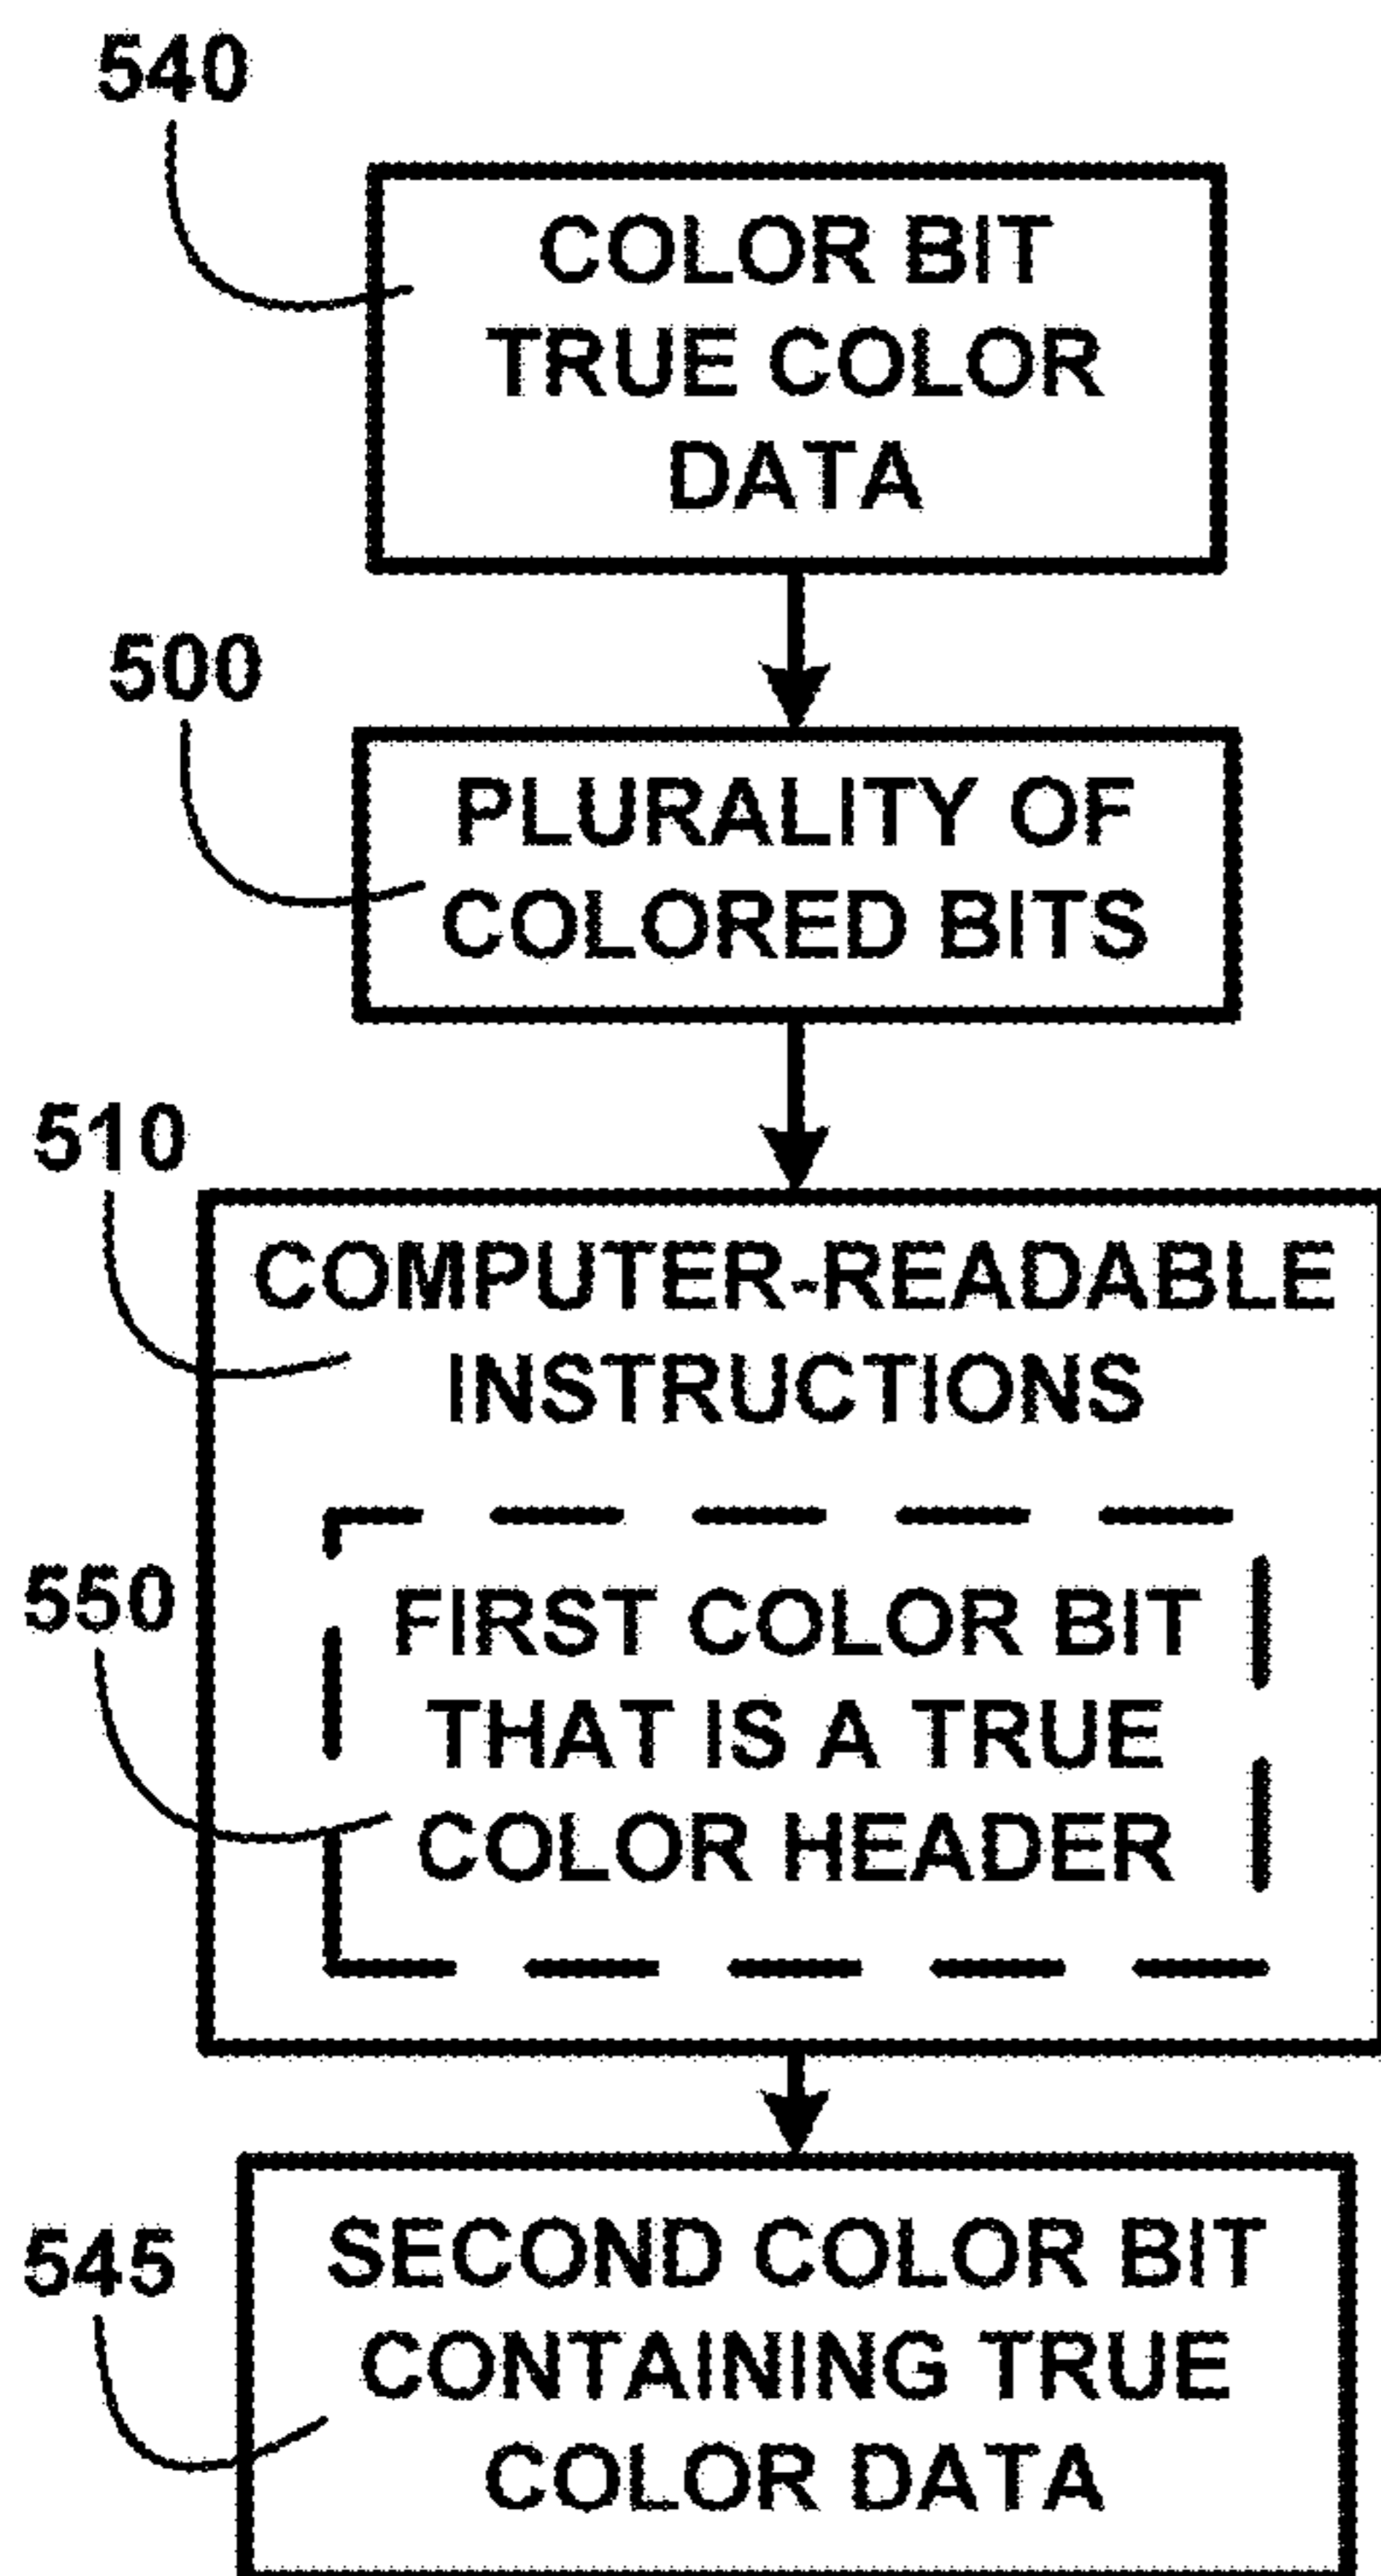 540
COLOR BIT
TRUE COLOR
DATA
500
PLURALITY OF
COLORED BITS
510
COMPUTER-READABLE
INSTRUCTIONS
550
FIRST COLOR BIT
THAT IS A TRUE
COLOR HEADER
545
SECOND COLOR BIT
CONTAINING TRUE
COLOR DATA